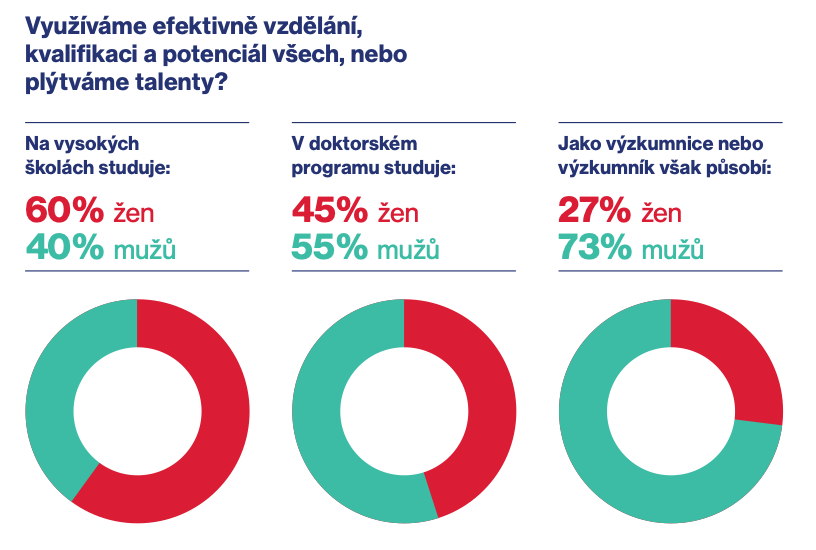 Využíváme efektivně vzdělání,
kvalifikaci a potenciál všech, nebo
plýtváme talenty?
Na vysokých
školách studuje:
60% žen
40% mužů
V doktorském
programu studuje:
45% žen
55% mužů
Jako výzkumnice nebo
výzkumník však působí:
27% žen
73% mužů